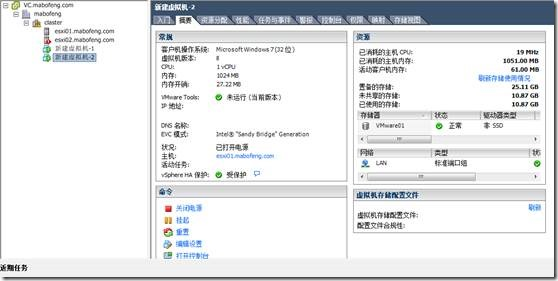 VC.mabofeng.com
mabofeng
claster
esxi01.mabofeng.com
esxi02.mabofeng.com
新建虚拟机-1
新建虚拟机-2
新建虚拟机-2
入门 摘要 资源分配 性能 任务与事件 警报 控制台 权限 映射 存储视图
常规
客户机操作系统: Microsoft Windows 7(32 位)
虚拟机版本: 8
CPU: 1 vCPU
内存: 1024 MB
内存开销: 27.22 MB
VMware Tools: 未运行 (当前版本)
IP 地址:
DNS 名称:
EVC 模式: Intel® "Sandy Bridge" Generation
状况: 已打开电源
主机: esxi01.mabofeng.com
活动任务:
vSphere HA 保护: 受保护
命令
关闭电源
挂起
重置
编辑设置
打开控制台
资源
已消耗的主机 CPU: 19 MHz
已消耗的主机内存: 1051.00 MB
活动客户机内存: 61.00 MB
刷新存储使用情况
置备的存储: 25.11 GB
未共享的存储: 10.87 GB
已使用的存储: 10.87 GB
存储器 状态 驱动器类型
VMware01 正常 非 SSD
网络 类型 状态
LAN 标准端口组
虚拟机存储配置文件
刷新
虚拟机存储配置文件:
配置文件合规性:
近期任务